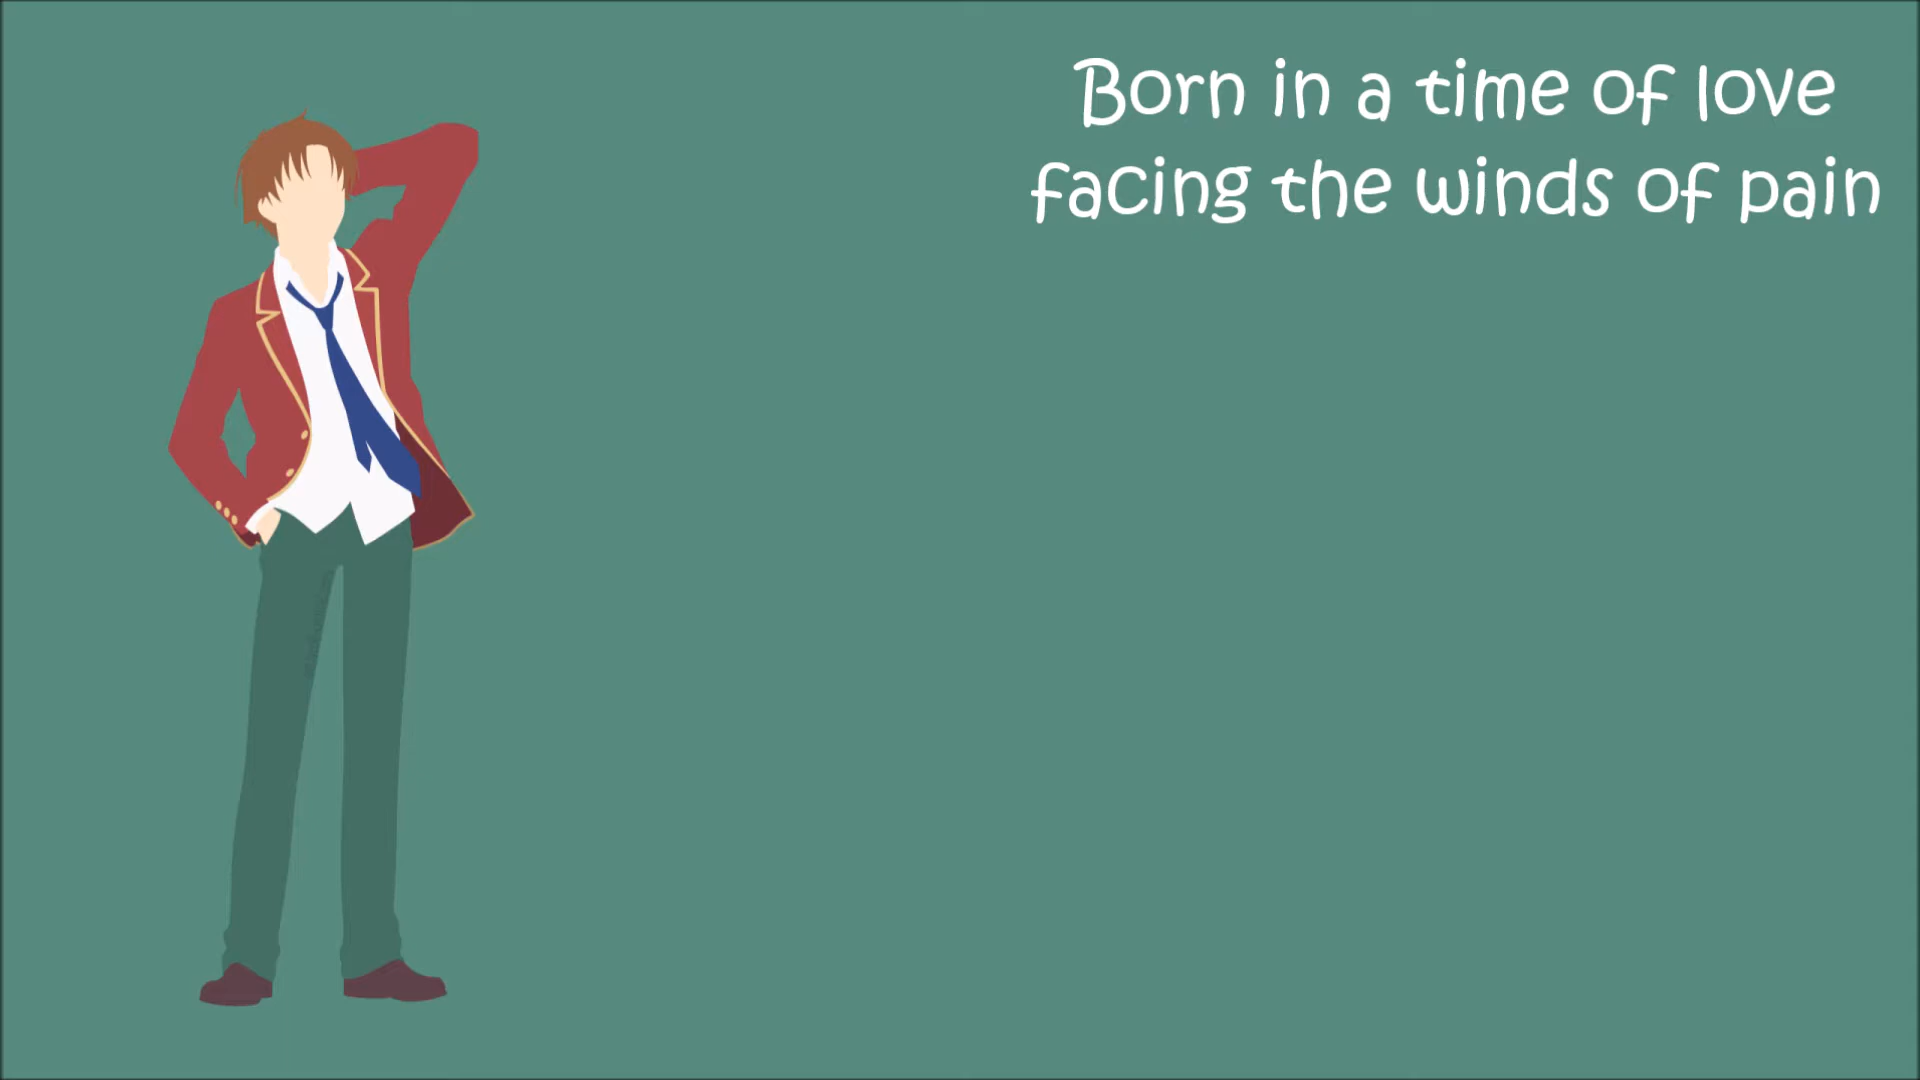 Born in a time of love
facing the winds of pain